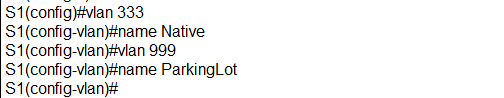 S1(config)#vlan 333
S1(config-vlan)#name Native
S1(config-vlan)#vlan 999
S1(config-vlan)#name ParkingLot
S1(config-vlan)#